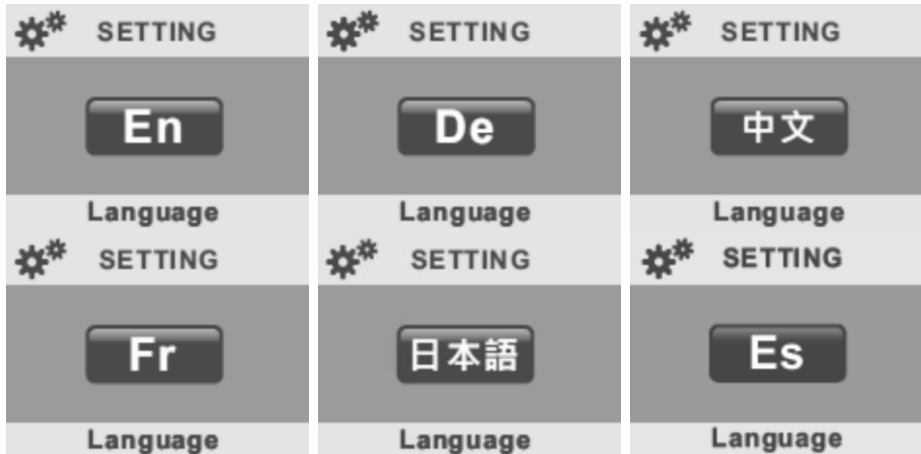 SETTING
En
Language
SETTING
De
Language
SETTING
中文
Language
SETTING
Fr
Language
SETTING
日本語
Language
SETTING
Es
Language